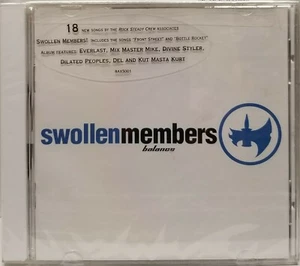 18 NEW SONGS BY THE ROCK STEADY CREW ASSOCIATES
SWOLLEN MEMBERS! INCLUDES THE SONGS "FRONT STREET" AND "BOTTLE ROCKET"
ALBUM FEATURES: EVERLAST, MIX MASTER MIKE, DIVINE STYLER,
DILATED PEOPLES, DEL AND KUT MASTA KURT
swollenmembers
balance